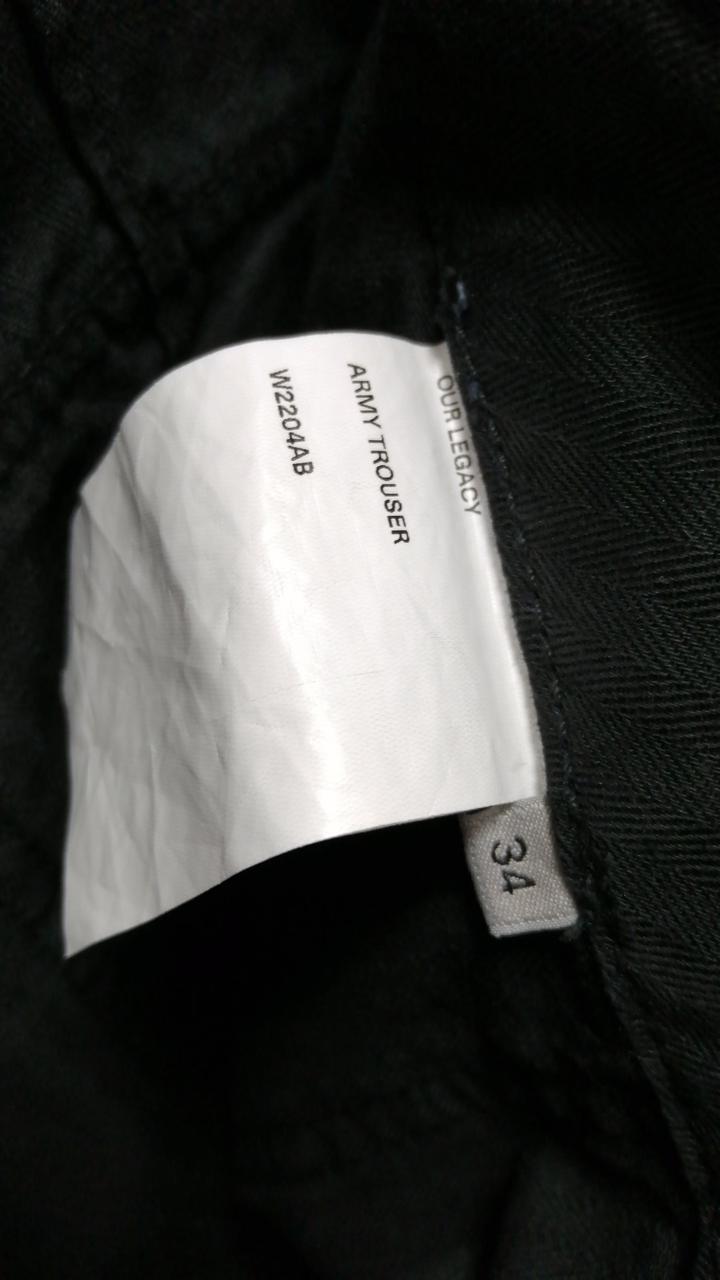 OUR LEGACY
ARMY TROUSER
W2204AB
34